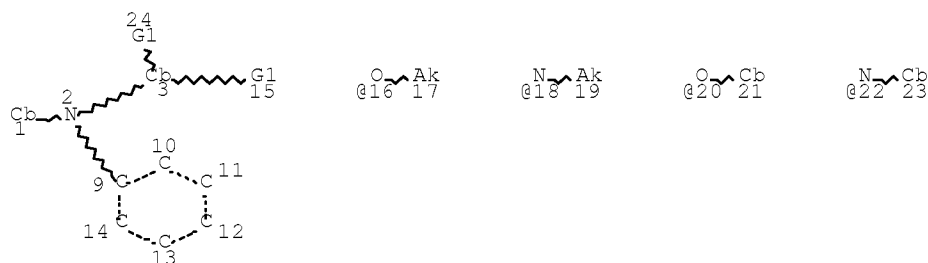 24
G1
Cb G1
3 15
O Ak N Ak O Cb N Cb
@16 17 @18 19 @20 21 @22 23
2
Cb N
1
10
C
9 C C 11
14 C C 12
C
13